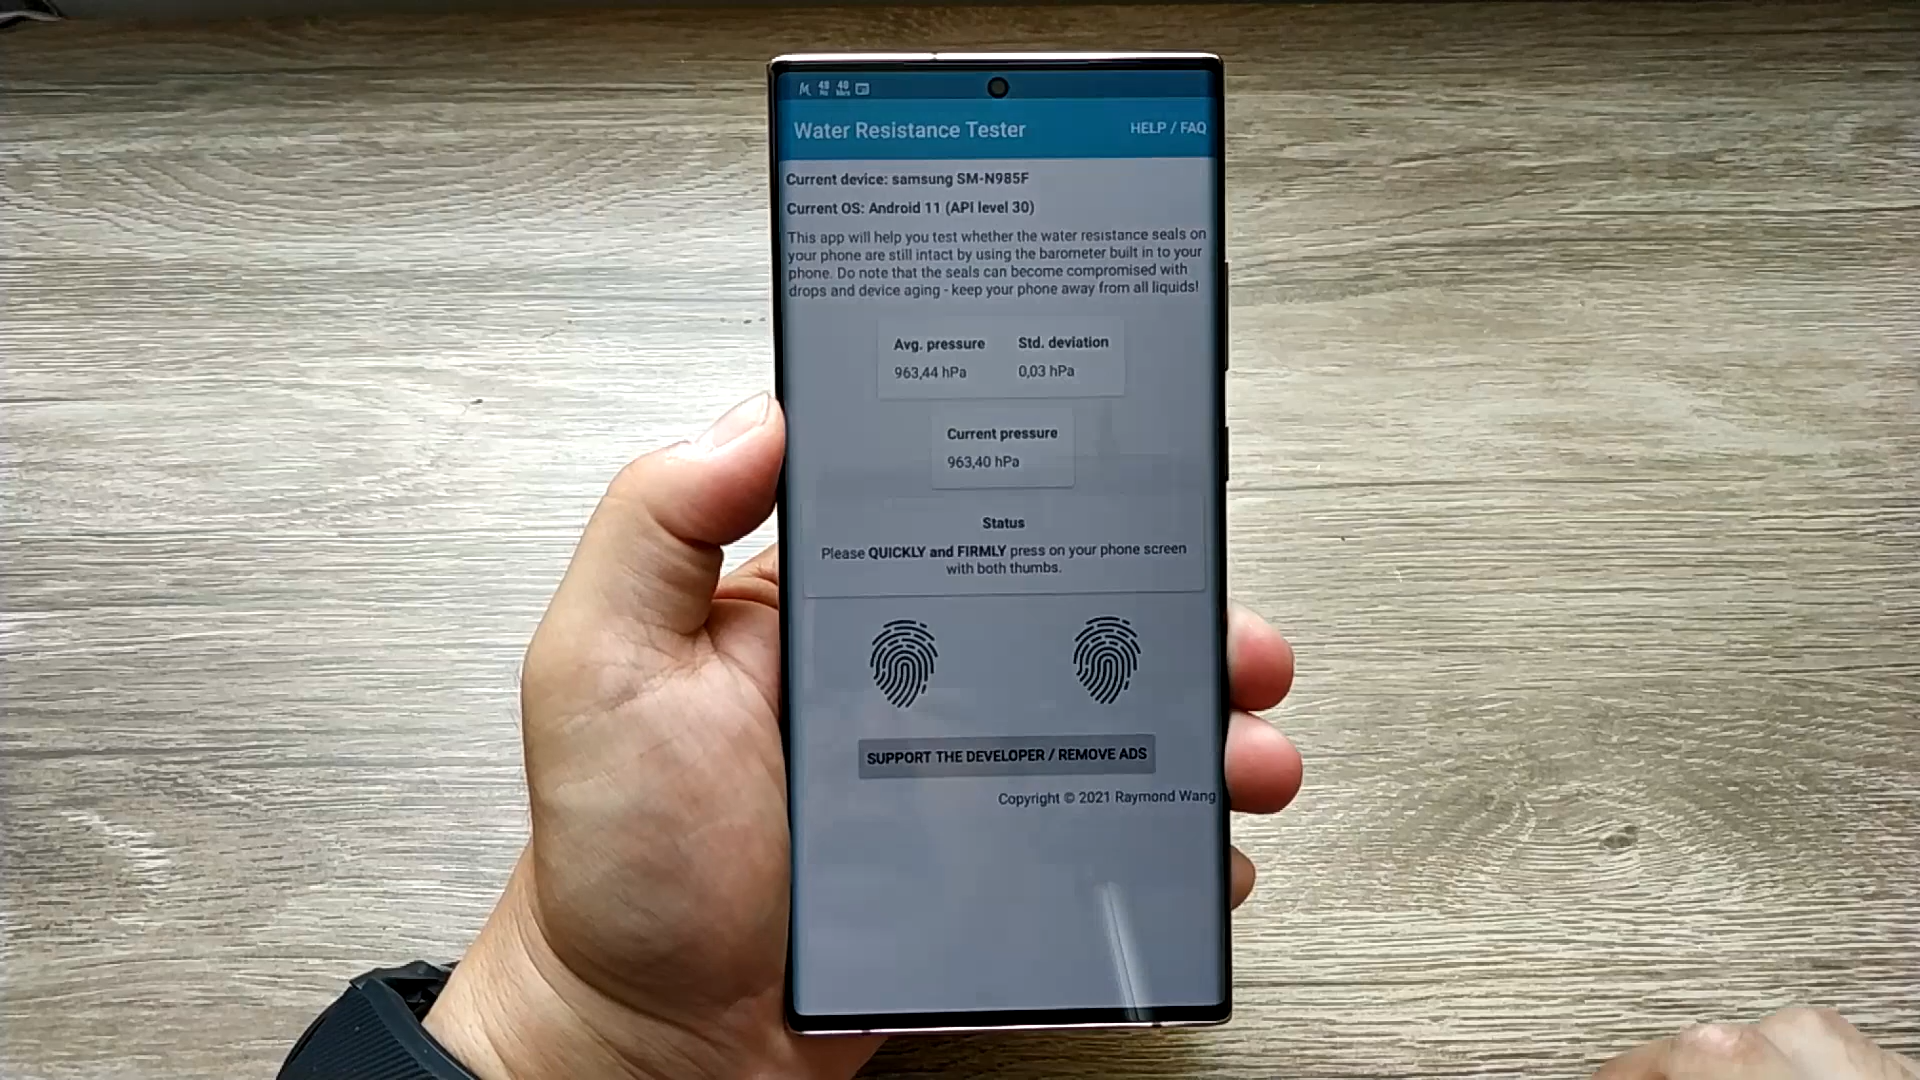 48 40
Water Resistance Tester HELP / FAQ
Current device: samsung SM-N985F
Current OS: Android 11 (API level 30)
This app will help you test whether the water resistance seals on
your phone are still intact by using the barometer built in to your
phone. Do note that the seals can become compromised with
drops and device aging - keep your phone away from all liquids!
Avg. pressure Std. deviation
963,44 hPa 0,03 hPa
Current pressure
963,40 hPa
Status
Please QUICKLY and FIRMLY press on your phone screen
with both thumbs.
SUPPORT THE DEVELOPER / REMOVE ADS
Copyright © 2021 Raymond Wang